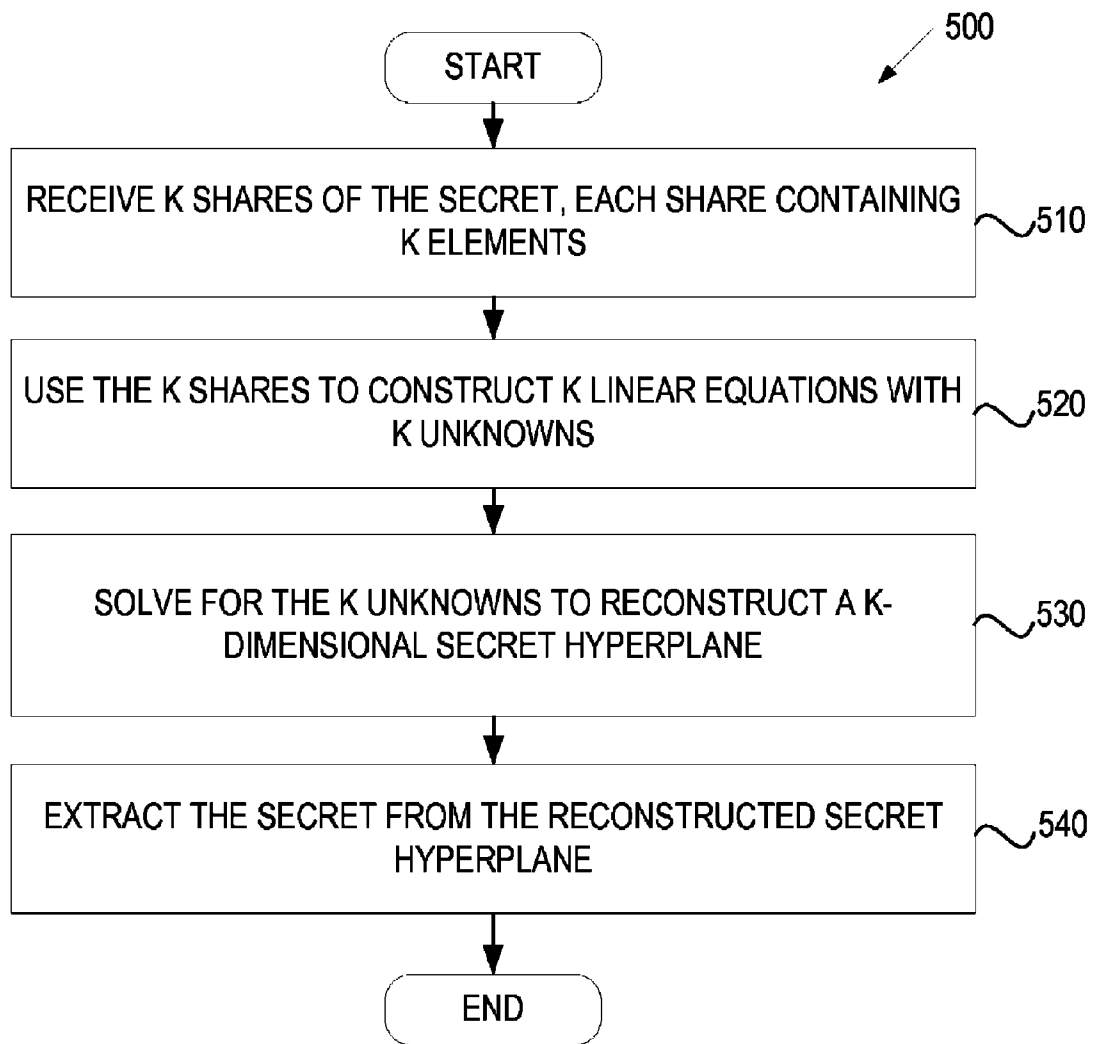 500
START
RECEIVE K SHARES OF THE SECRET, EACH SHARE CONTAINING
K ELEMENTS
510
USE THE K SHARES TO CONSTRUCT K LINEAR EQUATIONS WITH
K UNKNOWNS
520
SOLVE FOR THE K UNKNOWNS TO RECONSTRUCT A K-
DIMENSIONAL SECRET HYPERPLANE
530
EXTRACT THE SECRET FROM THE RECONSTRUCTED SECRET
HYPERPLANE
540
END